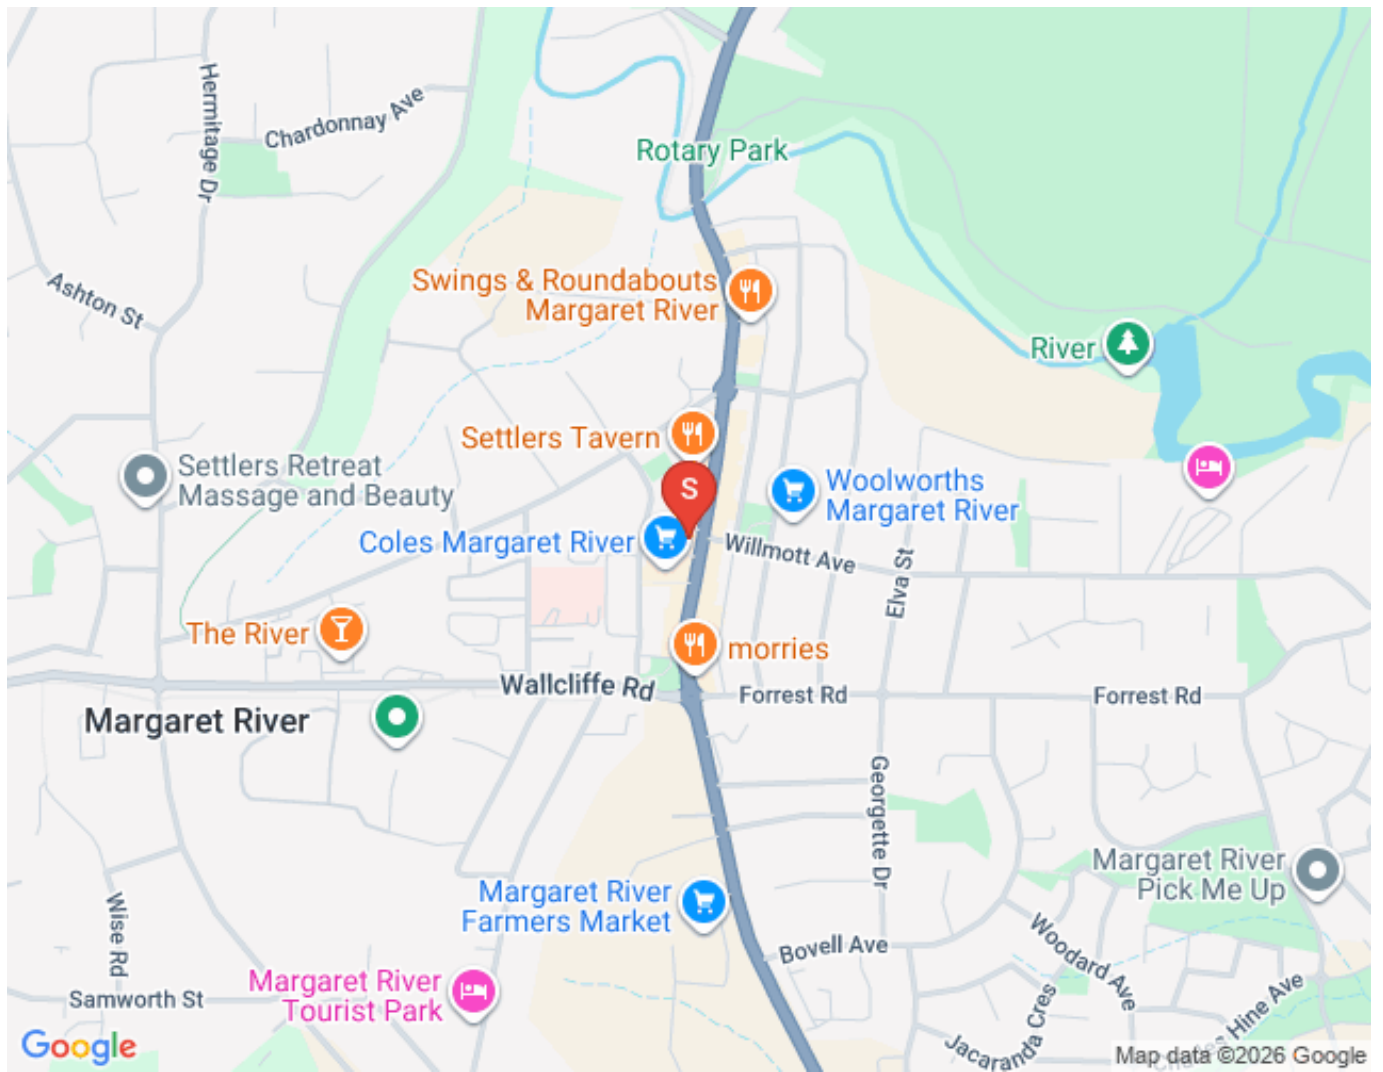 Hermitage Dr
Chardonnay Ave
Rotary Park
Ashton St
Swings & Roundabouts
Margaret River
River
Settlers Tavern
Settlers Retreat
Massage and Beauty
S
Woolworths
Margaret River
Coles Margaret River
Willmott Ave
Elva St
The River
morries
Wallcliffe Rd
Forrest Rd
Forrest Rd
Margaret River
Georgette Dr
Margaret River
Pick Me Up
Margaret River
Farmers Market
Wise Rd
Bovell Ave
Woodard Ave
Samworth St
Margaret River
Tourist Park
Jacaranda Cres
Hine Ave
Google
Map data ©2026 Google